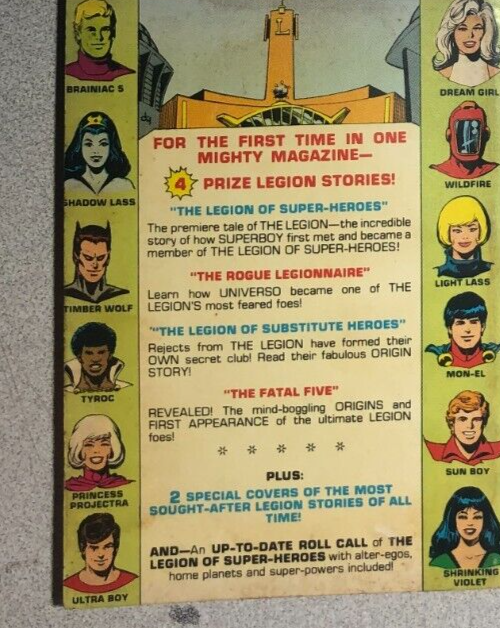 BRAINIAC 5
SHADOW LASS
TIMBER WOLF
TYROC
PRINCESS
PROJECTRA
ULTRA BOY
L
FOR THE FIRST TIME IN ONE
MIGHTY MAGAZINE—
4 PRIZE LEGION STORIES!
"THE LEGION OF SUPER-HEROES"
The premiere tale of THE LEGION—the incredible
story of how SUPERBOY first met and became a
member of THE LEGION OF SUPER-HEROES!
"THE ROGUE LEGIONNAIRE"
Learn how UNIVERSO became one of THE
LEGION'S most feared foes!
"THE LEGION OF SUBSTITUTE HEROES"
Rejects from THE LEGION have formed their
OWN secret club! Read their fabulous ORIGIN
STORY!
"THE FATAL FIVE"
REVEALED! The mind-boggling ORIGINS and
FIRST APPEARANCE of the ultimate LEGION
foes!
PLUS:
2 SPECIAL COVERS OF THE MOST
SOUGHT-AFTER LEGION STORIES OF ALL
TIME!
AND—An UP-TO-DATE ROLL CALL of THE
LEGION OF SUPER-HEROES with alter-egos,
home planets and super-powers included!
DREAM GIRL
WILDFIRE
LIGHT LASS
MON-EL
SUN BOY
SHRINKING
VIOLET